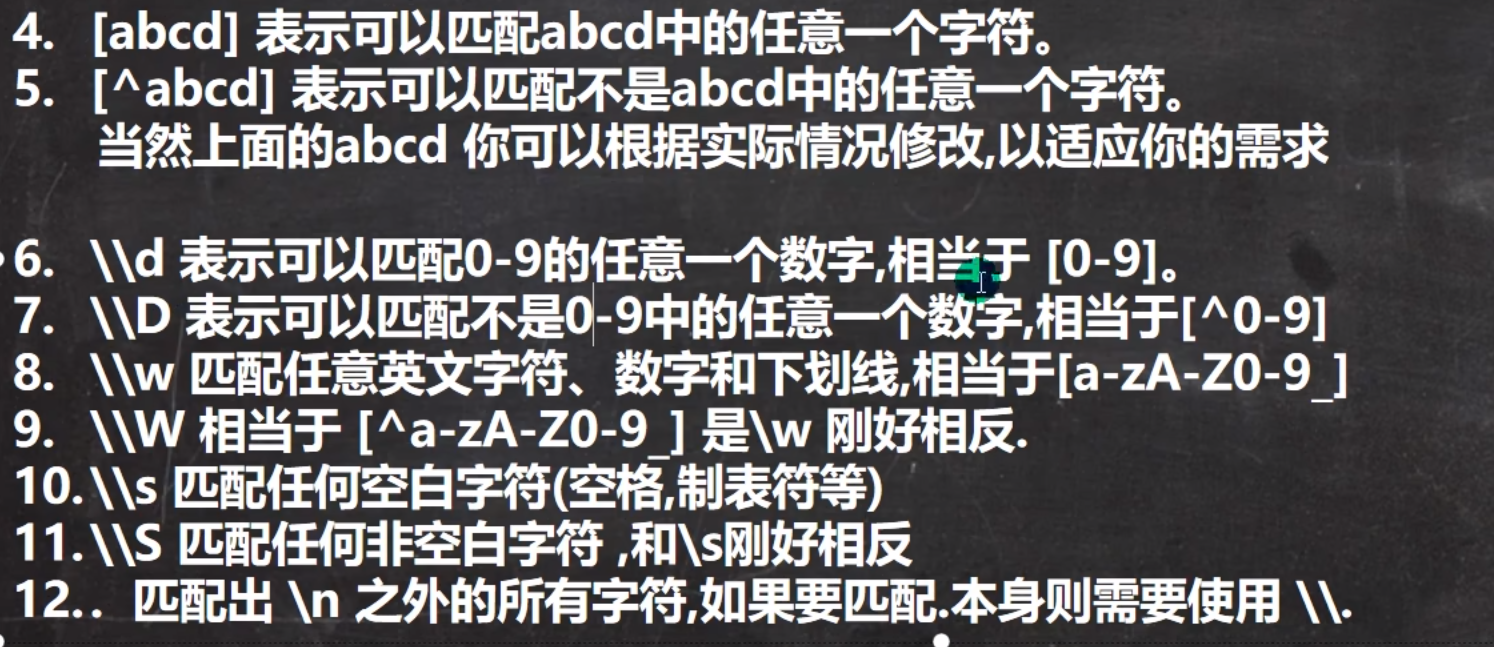 4. [abcd] 表示可以匹配abcd中的任意一个字符。
5. [^abcd] 表示可以匹配不是abcd中的任意一个字符。
当然上面的abcd 你可以根据实际情况修改,以适应你的需求
6. \\d 表示可以匹配0-9的任意一个数字,相当于 [0-9]。
7. \\D 表示可以匹配不是0-9中的任意一个数字,相当于[^0-9]
8. \\w 匹配任意英文字符、数字和下划线,相当于[a-zA-Z0-9_]
9. \\W 相当于 [^a-zA-Z0-9_] 是\w 刚好相反.
10. \\s 匹配任何空白字符(空格,制表符等)
11. \\S 匹配任何非空白字符 ,和\s刚好相反
12. . 匹配出 \n 之外的所有字符,如果要匹配.本身则需要使用 \\.